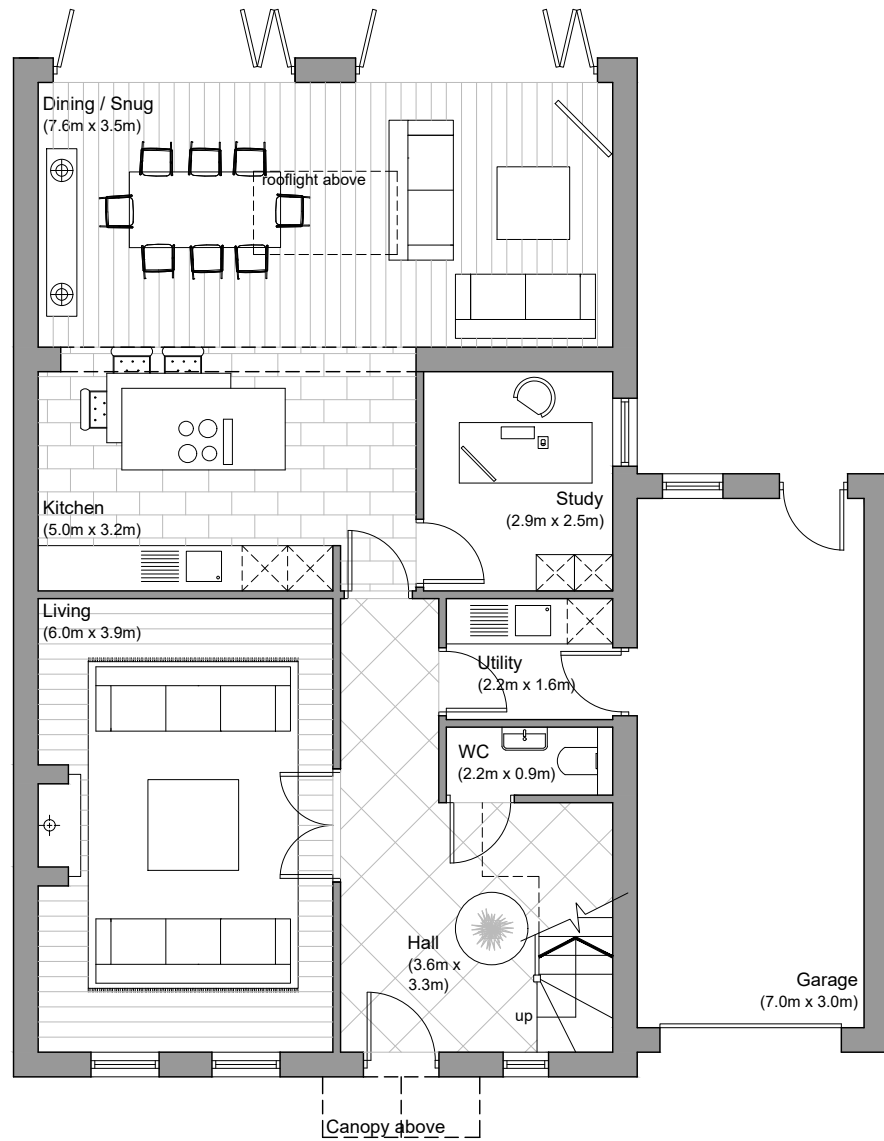 Dining / Snug
(7.6m x 3.5m)
rooflight above
Kitchen
(5.0m x 3.2m)
Study
(2.9m x 2.5m)
Living
(6.0m x 3.9m)
Utility
(2.2m x 1.6m)
WC
(2.2m x 0.9m)
Hall
(3.6m x
3.3m)
up
Garage
(7.0m x 3.0m)
Canopy above